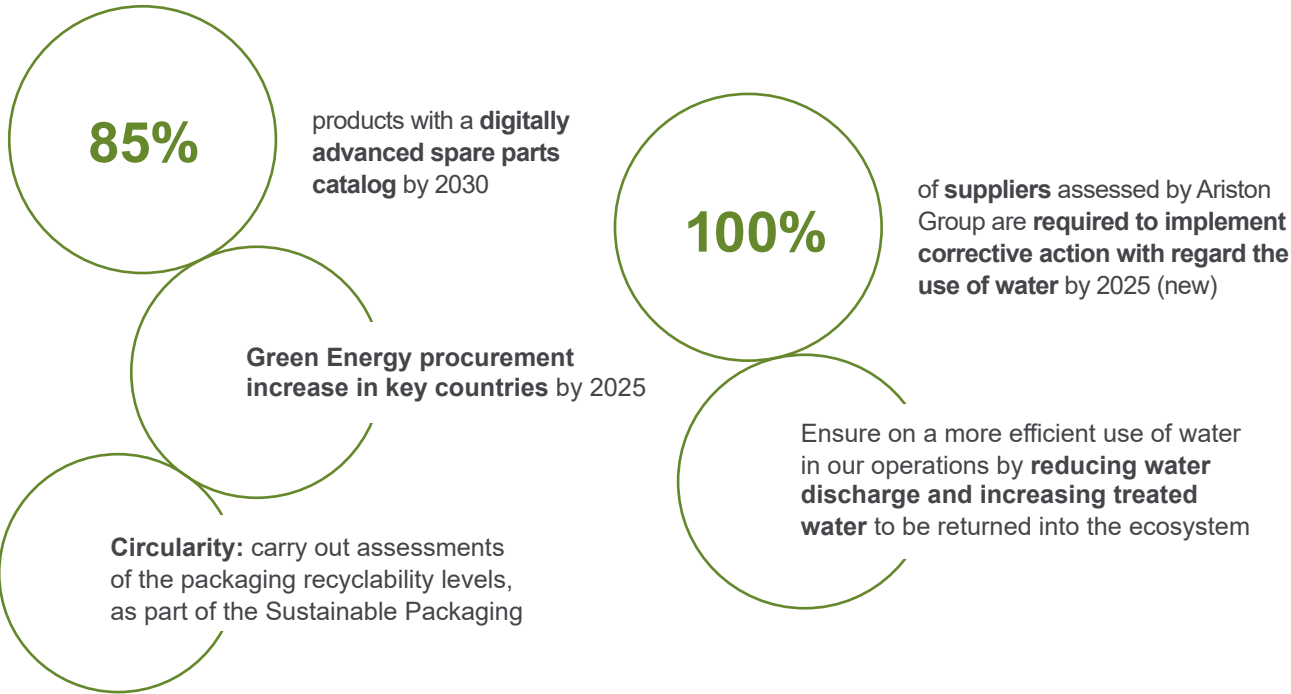 85%
products with a digitally
advanced spare parts
catalog by 2030
Green Energy procurement
increase in key countries by 2025
Circularity: carry out assessments
of the packaging recyclability levels,
as part of the Sustainable Packaging
100%
of suppliers assessed by Ariston
Group are required to implement
corrective action with regard the
use of water by 2025 (new)
Ensure on a more efficient use of water
in our operations by reducing water
discharge and increasing treated
water to be returned into the ecosystem